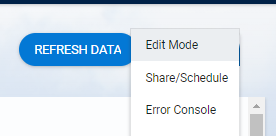 REFRESH DATA
Edit Mode
Share/Schedule
Error Console